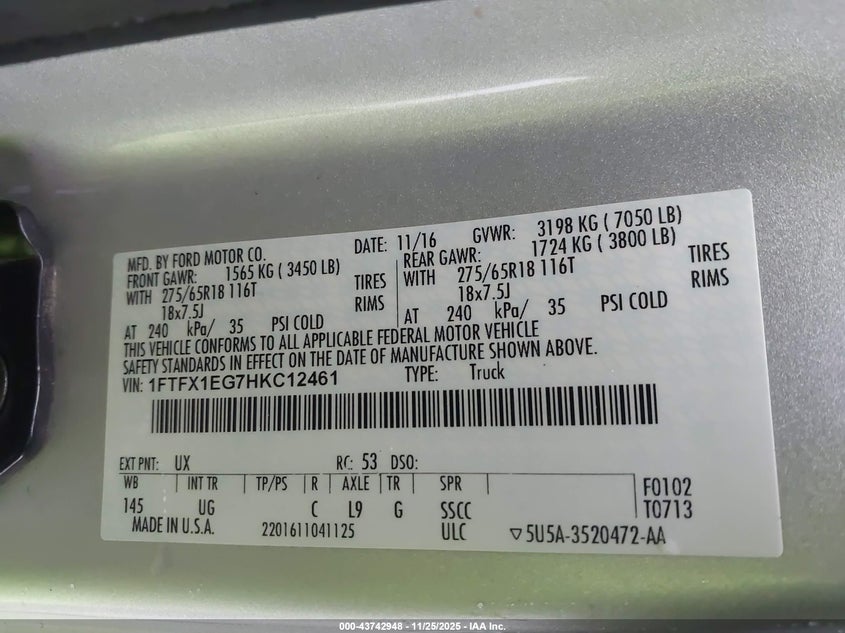 MFD. BY FORD MOTOR CO. DATE: 11/16 GVWR: 3198 KG ( 7050 LB)
FRONT GAWR: 1565 KG ( 3450 LB) REAR GAWR: 1724 KG ( 3800 LB)
WITH 275/65R18 116T TIRES WITH 275/65R18 116T TIRES
18x7.5J RIMS 18x7.5J RIMS
AT 240 kPa/ 35 PSI COLD AT 240 kPa/ 35 PSI COLD
THIS VEHICLE CONFORMS TO ALL APPLICABLE FEDERAL MOTOR VEHICLE
SAFETY STANDARDS IN EFFECT ON THE DATE OF MANUFACTURE SHOWN ABOVE.
VIN: 1FTFX1EG7HKC12461 TYPE: Truck
EXT PNT: UX RC: 53 DSO:
WB INT TR TP/PS R AXLE TR SPR
145 UG C L9 G SSCC
F0102
T0713
MADE IN U.S.A. 2201611041125 ULC ▽5U5A-3520472-AA
000-43742948 - 11/25/2025 - IAA Inc.